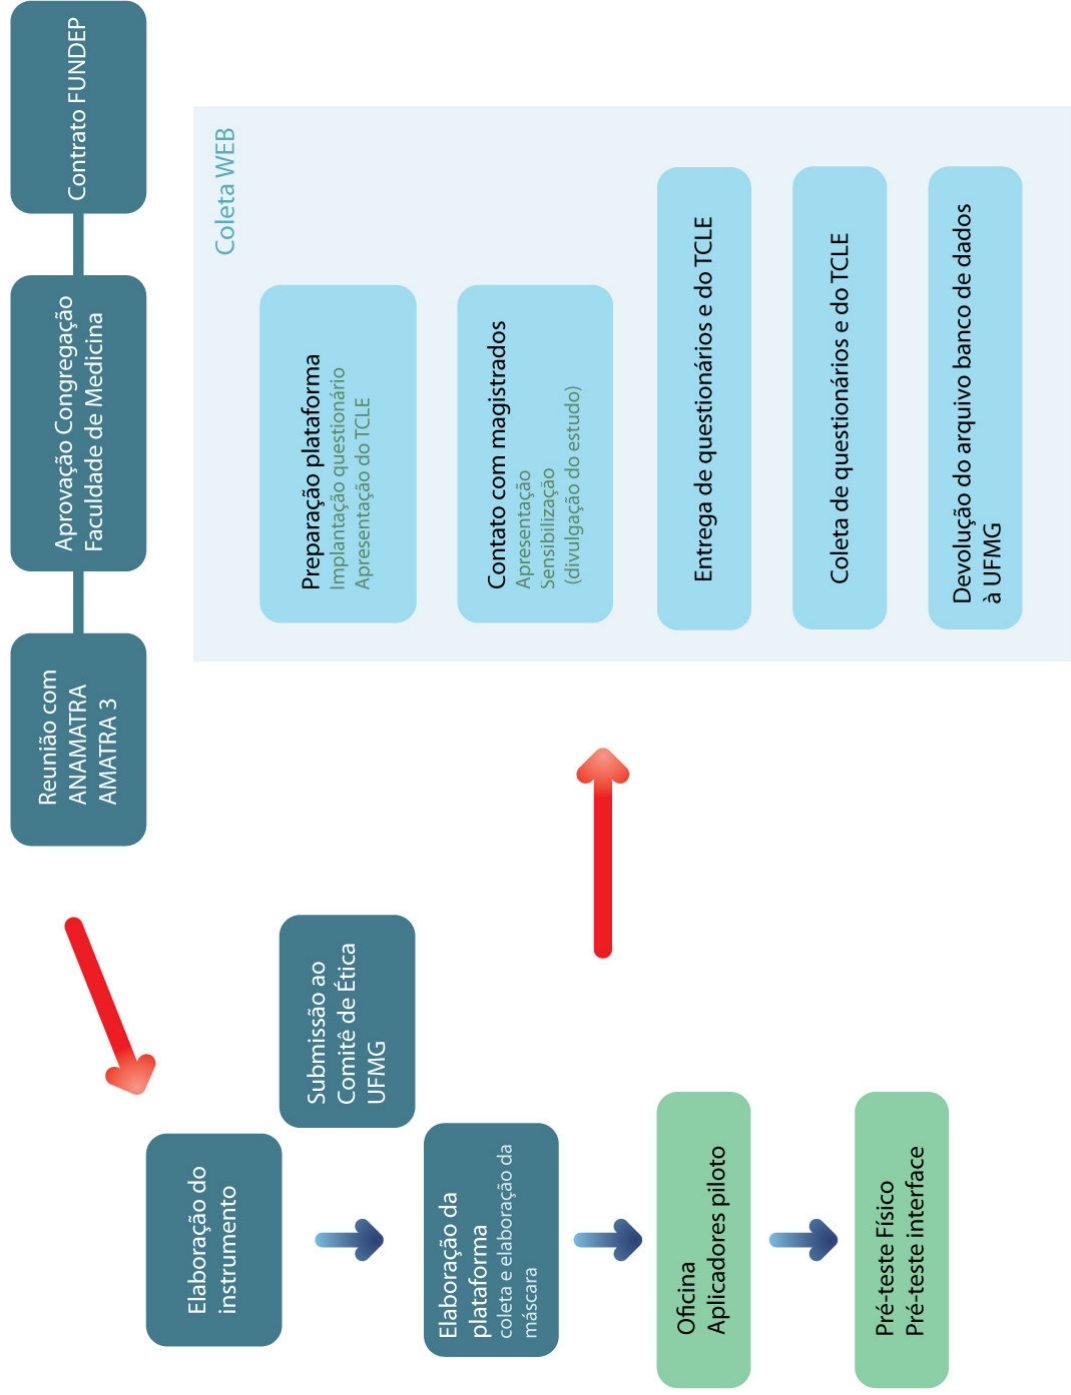 Reunião com
ANAMATRA
AMATRA 3
Aprovação Congregação
Faculdade de Medicina
Contrato FUNDEP
Elaboração do
instrumento
Submissão ao
Comitê de Ética
UFMG
Elaboração da
plataforma
coleta e elaboração da
máscara
Oficina
Aplicadores piloto
Pré-teste Físico
Pré-teste interface
Coleta WEB
Preparação plataforma
Implantação questionário
Apresentação do TCLE
Contato com magistrados
Apresentação
Sensibilização
(divulgação do estudo)
Entrega de questionários e do TCLE
Coleta de questionários e do TCLE
Devolução do arquivo banco de dados
à UFMG